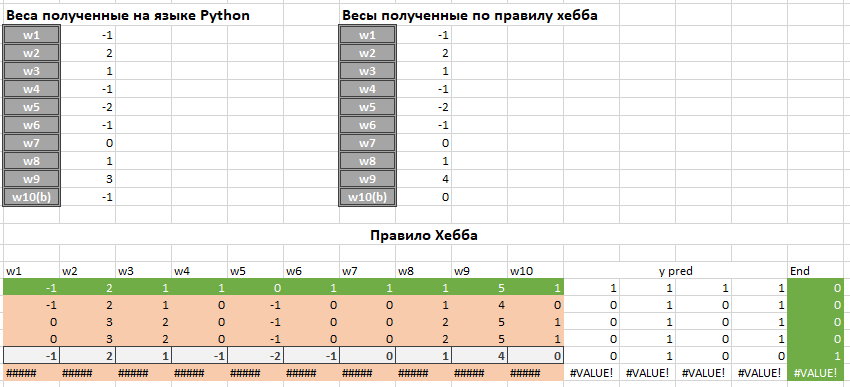 Веса полученные на языке Python Весы полученные по правилу хебба
w1 -1 w1 -1
w2 2 w2 2
w3 1 w3 1
w4 -1 w4 -1
w5 -2 w5 -2
w6 -1 w6 -1
w7 0 w7 0
w8 1 w8 1
w9 3 w9 4
w10(b) -1 w10(b) 0
Правило Хебба
w1 w2 w3 w4 w5 w6 w7 w8 w9 w10 y pred End
-1 2 1 1 0 1 1 1 5 1 1 1 1 1 0
-1 2 1 0 -1 0 0 1 4 0 0 1 0 1 0
0 3 2 0 -1 0 0 2 5 1 0 1 0 1 0
0 3 2 0 -1 0 0 2 5 1 0 1 0 1 0
-1 2 1 -1 -2 -1 0 1 4 0 0 1 0 0 1
##### ##### ##### ##### ##### ##### ##### ##### ##### ##### #VALUE! #VALUE! #VALUE! #VALUE! #VALUE!